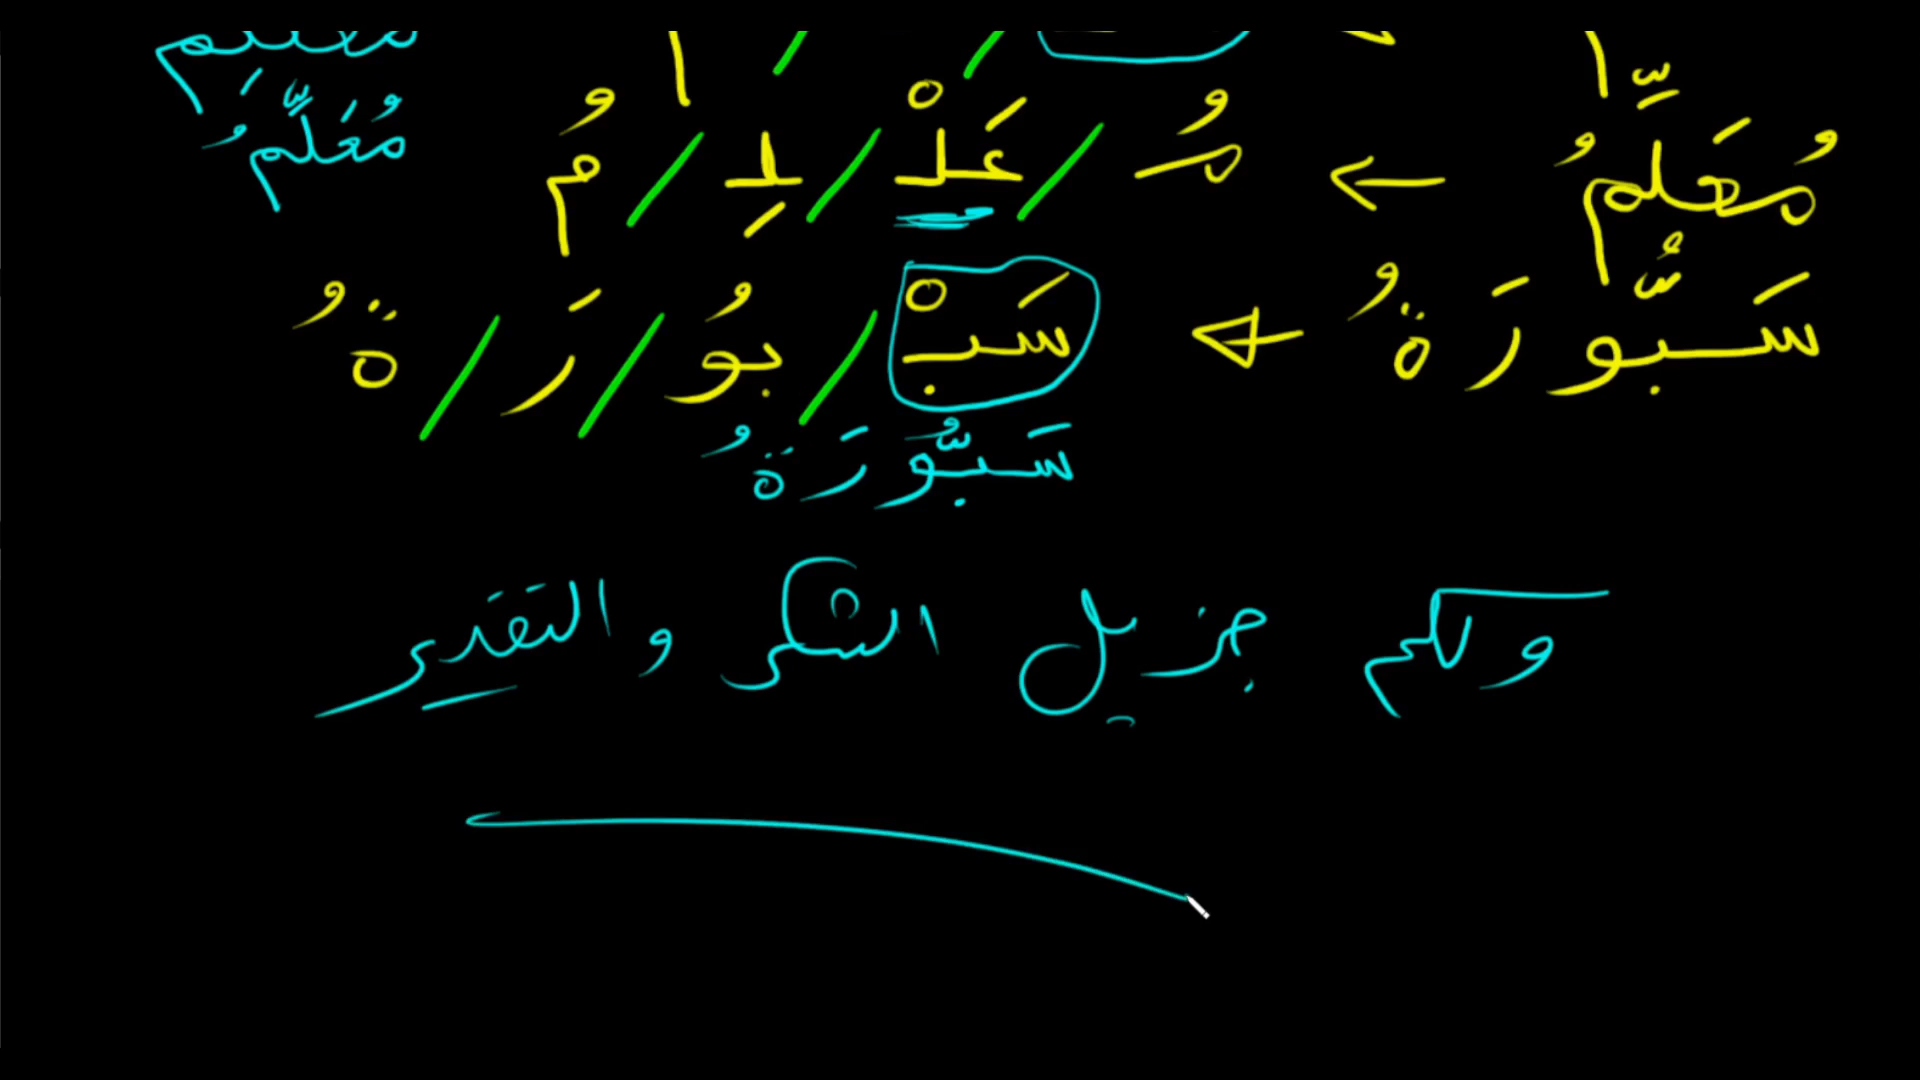 مُعَلِّمُ ← مُـ / عَلْـ / لِـ / مُ مُعَلِّمُ
سَبُّورَةُ ← سَبْـ / بُو / رَ / ةُ
سَبُّورَةُ
ولكم جزيل الشكر والتقدير